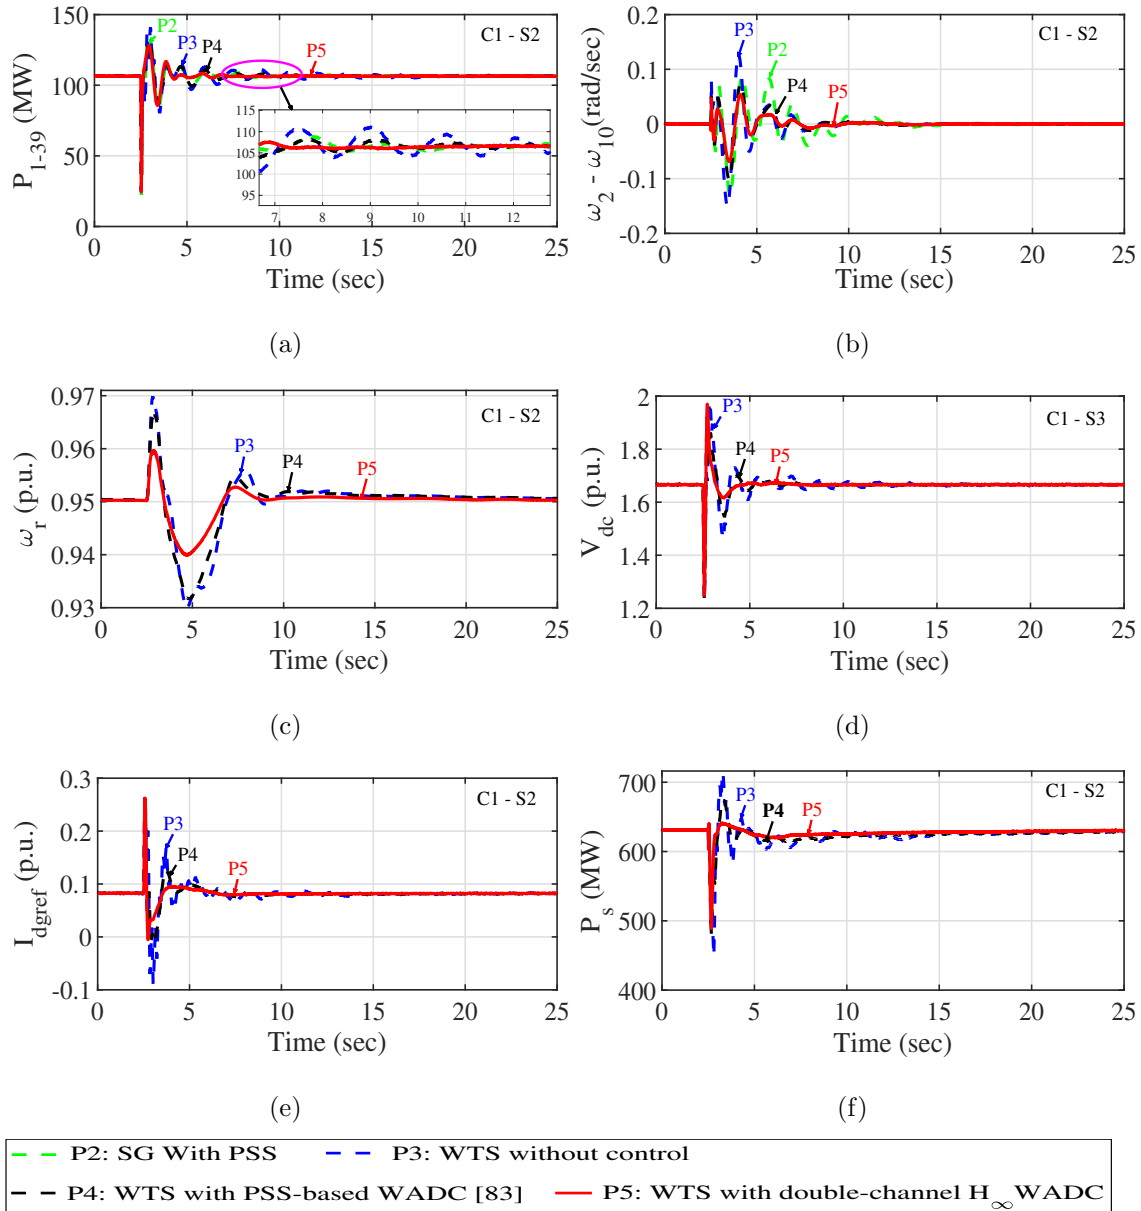 150
100
50
0
P1-39 (MW)
P2
P3
P4
P5
C1 - S2
115
110
105
100
95
7 8 9 10 11 12
0 5 10 15 20 25
Time (sec)
(a)
0.2
0.1
0
-0.1
-0.2
ω2 - ω10(rad/sec)
P3
P2
P4
P5
C1 - S2
0 5 10 15 20 25
Time (sec)
(b)
0.97
0.96
0.95
0.94
0.93
ωr (p.u.)
P3
P4
P5
C1 - S2
0 5 10 15 20 25
Time (sec)
(c)
2
1.8
1.6
1.4
1.2
Vdc (p.u.)
P3
P4
P5
C1 - S3
0 5 10 15 20 25
Time (sec)
(d)
0.3
0.2
0.1
0
-0.1
Idgref (p.u.)
P3
P4
P5
C1 - S2
0 5 10 15 20 25
Time (sec)
(e)
700
600
500
400
Ps (MW)
P3
P4
P5
C1 - S2
0 5 10 15 20 25
Time (sec)
(f)
P2: SG With PSS P3: WTS without control
P4: WTS with PSS-based WADC [83] P5: WTS with double-channel H∞WADC